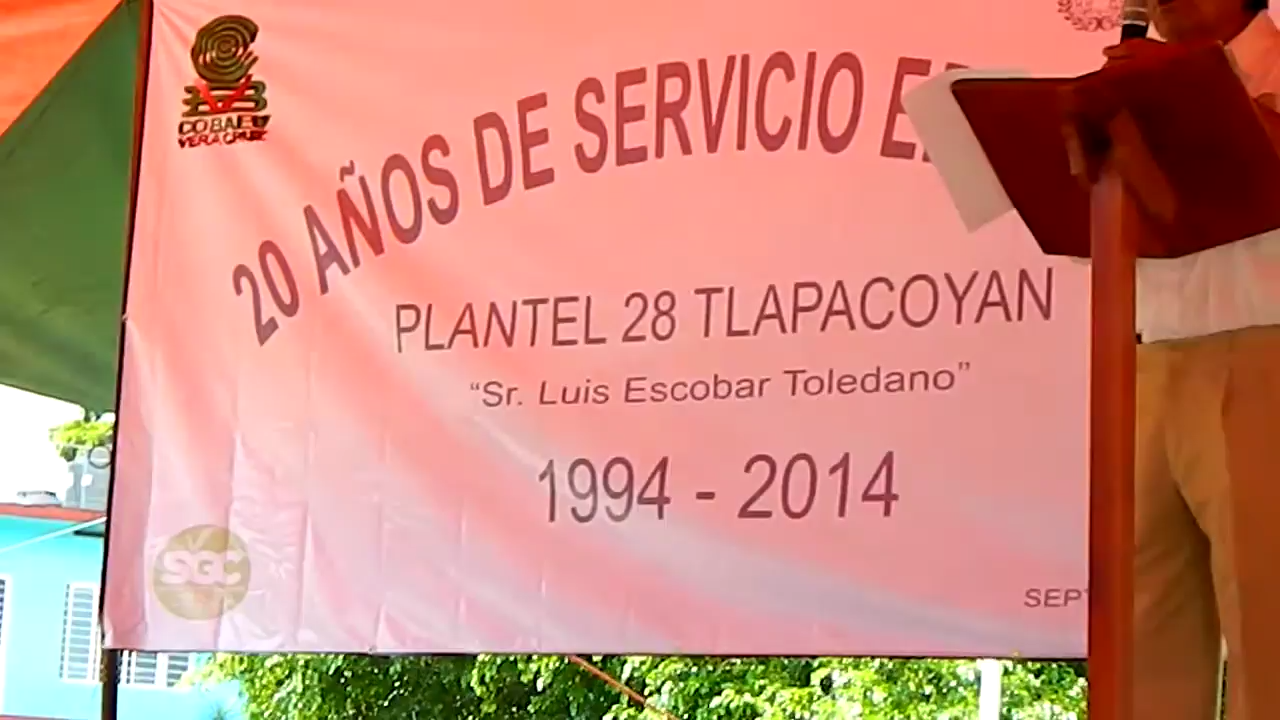 COBAEV
VERACRUZ
20 AÑOS DE SERVICIO
PLANTEL 28 TLAPACOYAN
“Sr. Luis Escobar Toledano”
1994 - 2014
SGC
SEP